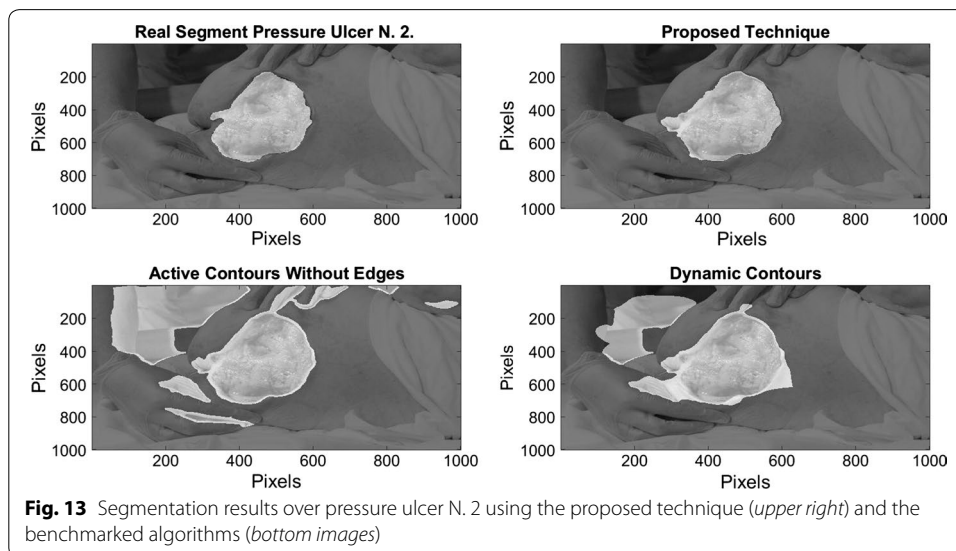 Real Segment Pressure Ulcer N. 2.
Proposed Technique
Pixels
200
400
600
800
1000
200 400 600 800 1000
Pixels
Pixels
200
400
600
800
1000
200 400 600 800 1000
Pixels
Active Contours Without Edges
Dynamic Contours
Pixels
200
400
600
800
1000
200 400 600 800 1000
Pixels
Pixels
200
400
600
800
1000
200 400 600 800 1000
Pixels
Fig. 13 Segmentation results over pressure ulcer N. 2 using the proposed technique (upper right) and the
benchmarked algorithms (bottom images)